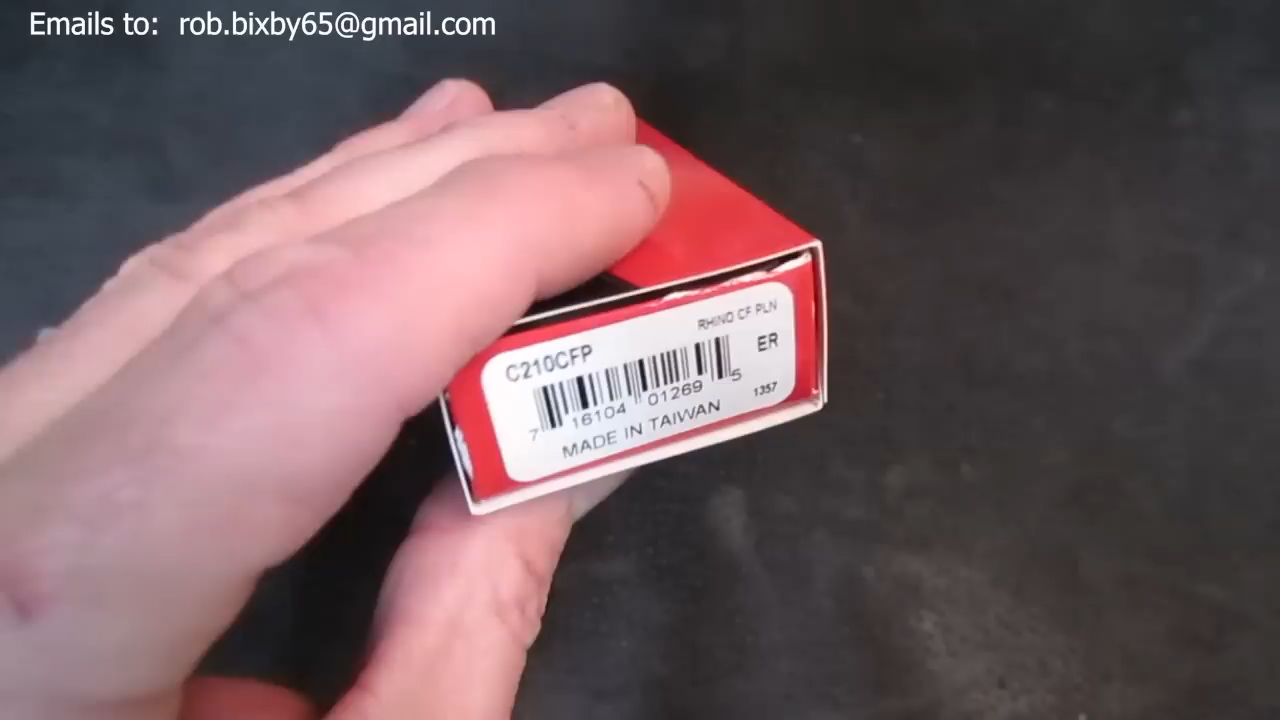 Emails to: rob.bixby65@gmail.com
RHINO CF PLN
C210CFP
ER
7 16104 01269 5
1357
MADE IN TAIWAN